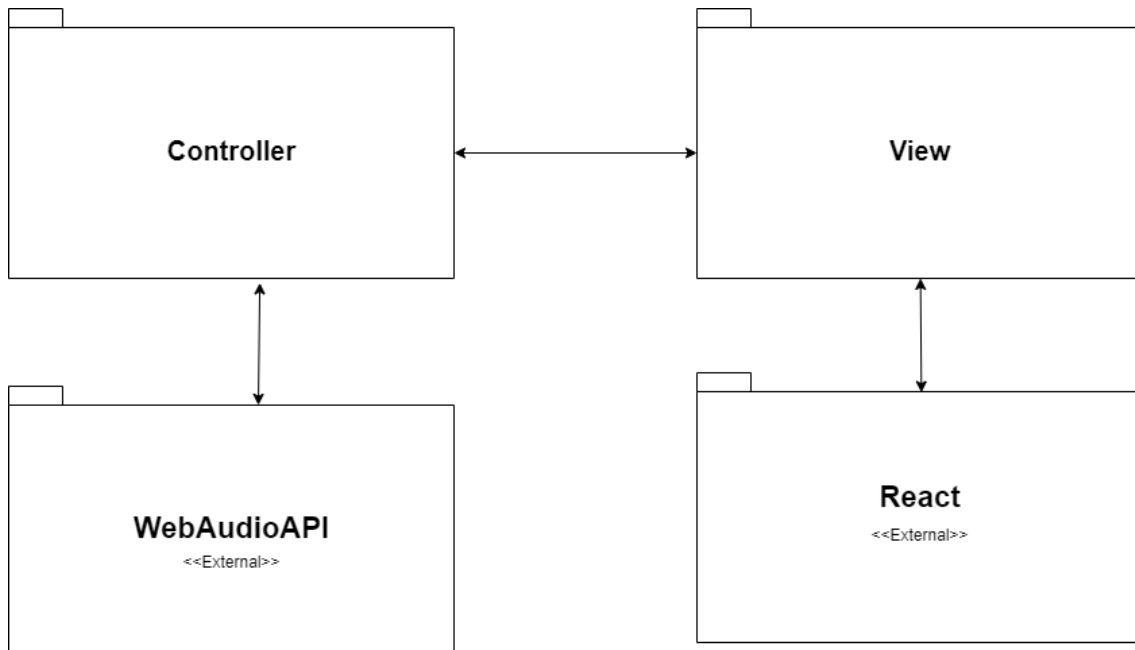 Controller
View
WebAudioAPI
<<External>>
React
<<External>>